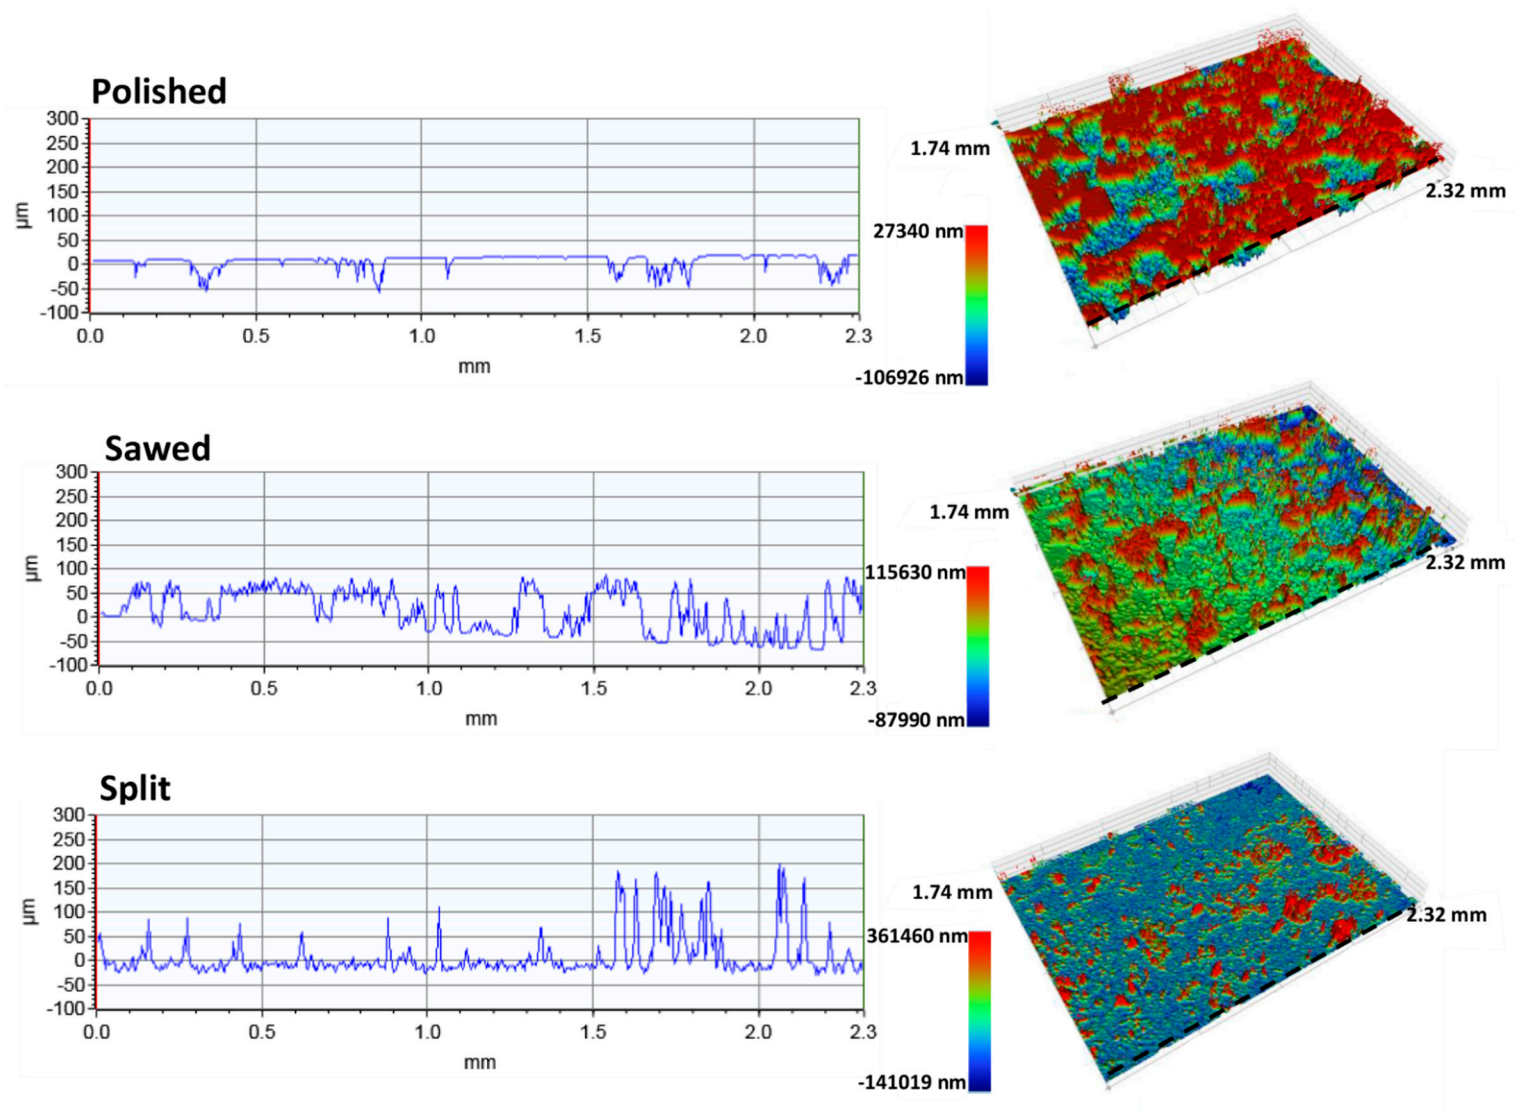 Polished
300
250
200
150
100
50
0
-50
-100
µm
0.0 0.5 1.0 1.5 2.0 2.3
mm
1.74 mm
2.32 mm
27340 nm
-106926 nm
Sawed
300
250
200
150
100
50
0
-50
-100
µm
0.0 0.5 1.0 1.5 2.0 2.3
mm
1.74 mm
2.32 mm
115630 nm
-87990 nm
Split
300
250
200
150
100
50
0
-50
-100
µm
0.0 0.5 1.0 1.5 2.0 2.3
mm
1.74 mm
2.32 mm
361460 nm
-141019 nm